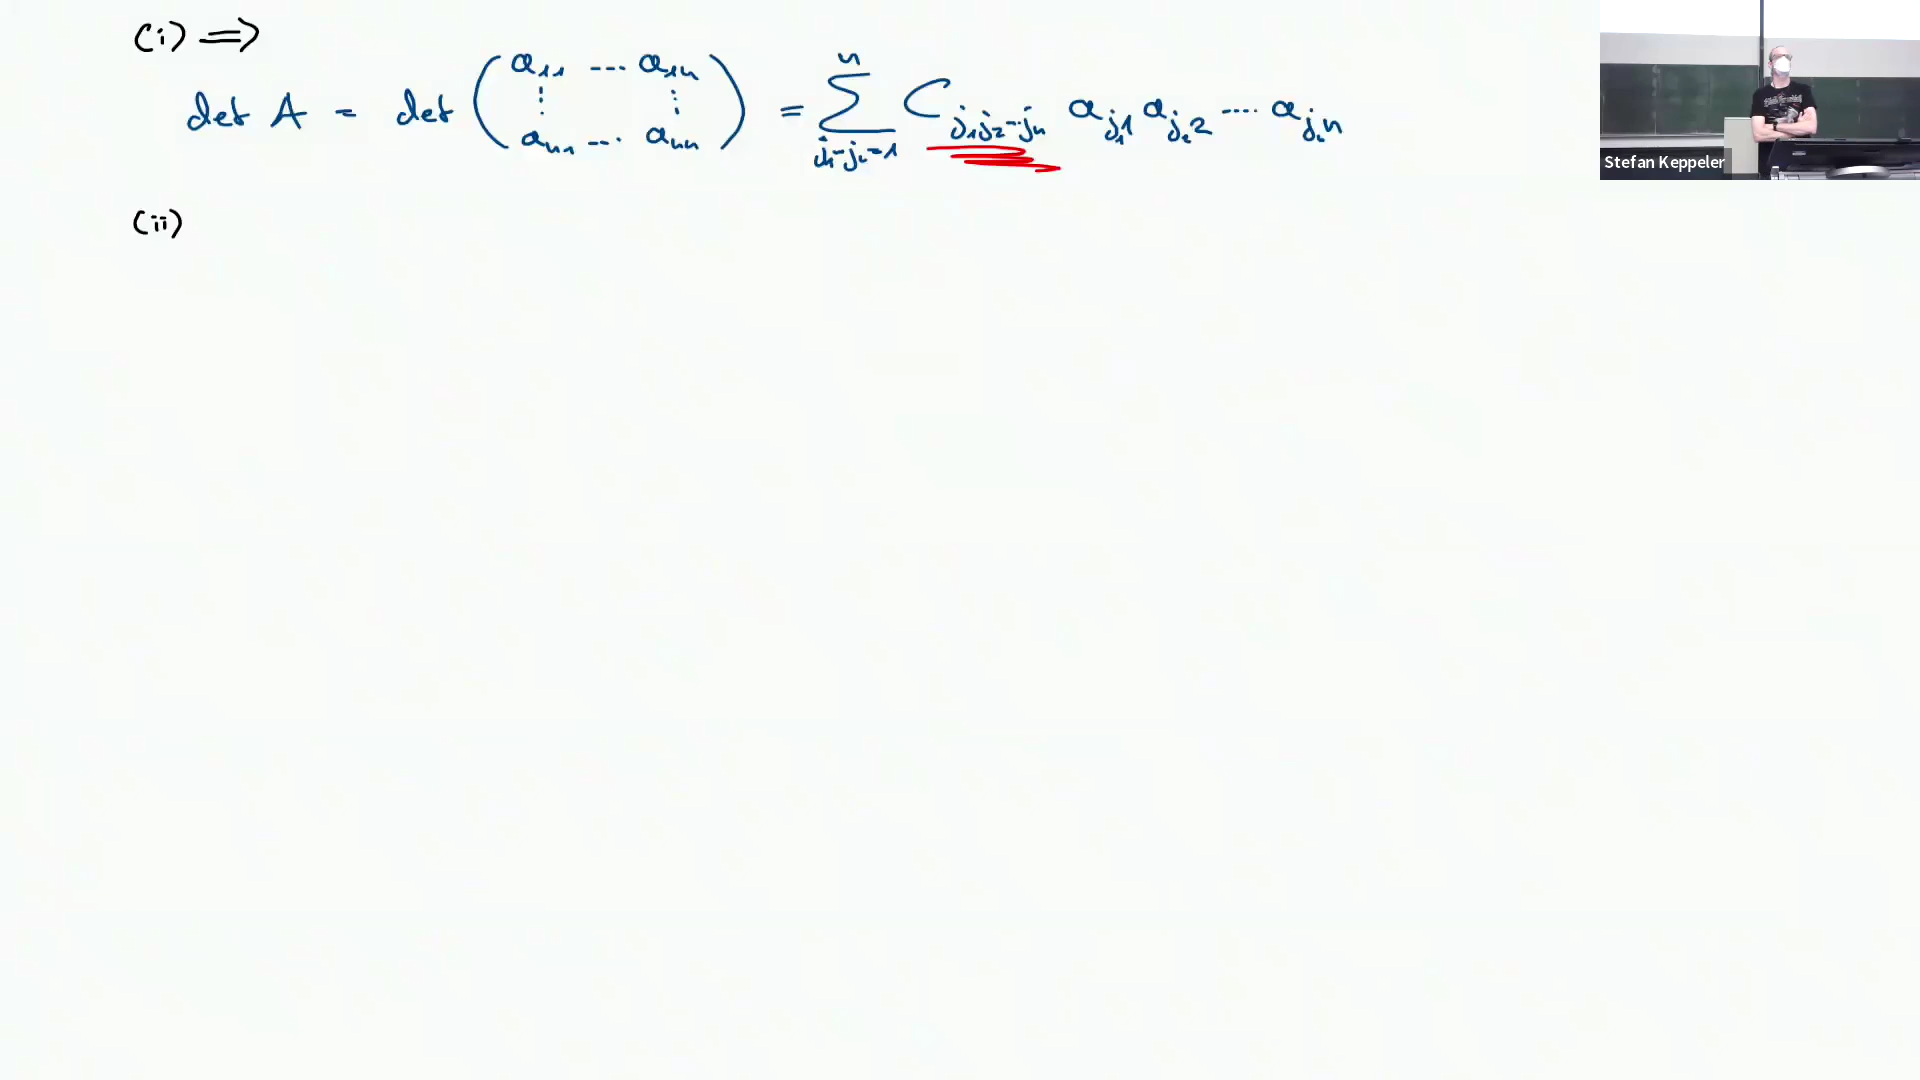 (i) ⟹
det A = det ( a₁₁ ... a₁ₙ ⋮ ⋮ aₙ₁ ... aₙₙ ) = ∑ⁿ_{j₁...jₙ=1} C_{j₁j₂...jₙ} a_{j₁1} a_{j₂2} .... a_{jₙn}
(ii)
Stefan Keppeler